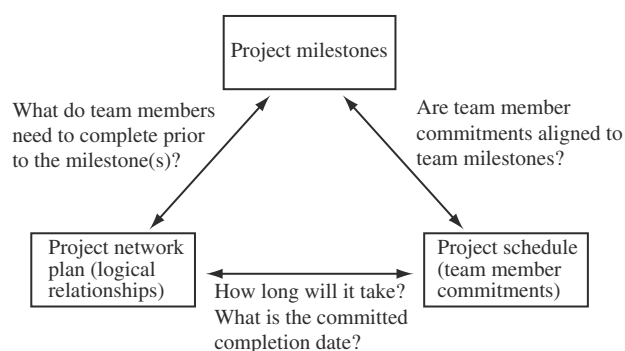 Project milestones
What do team members
need to complete prior
to the milestone(s)?
Are team member
commitments aligned to
team milestones?
Project network
plan (logical
relationships)
Project schedule
(team member
commitments)
How long will it take?
What is the committed
completion date?